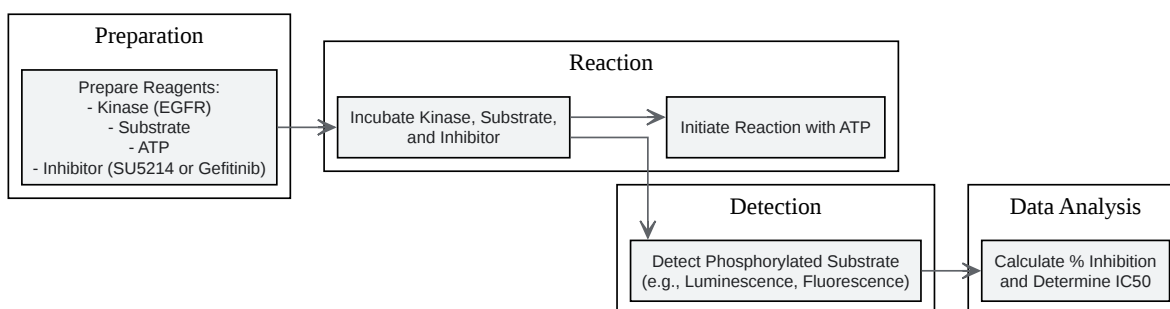 Preparation
Prepare Reagents:
- Kinase (EGFR)
- Substrate
- ATP
- Inhibitor (SU5214 or Gefitinib)
Reaction
Incubate Kinase, Substrate,
and Inhibitor
Initiate Reaction with ATP
Detection
Detect Phosphorylated Substrate
(e.g., Luminescence, Fluorescence)
Data Analysis
Calculate % Inhibition
and Determine IC50